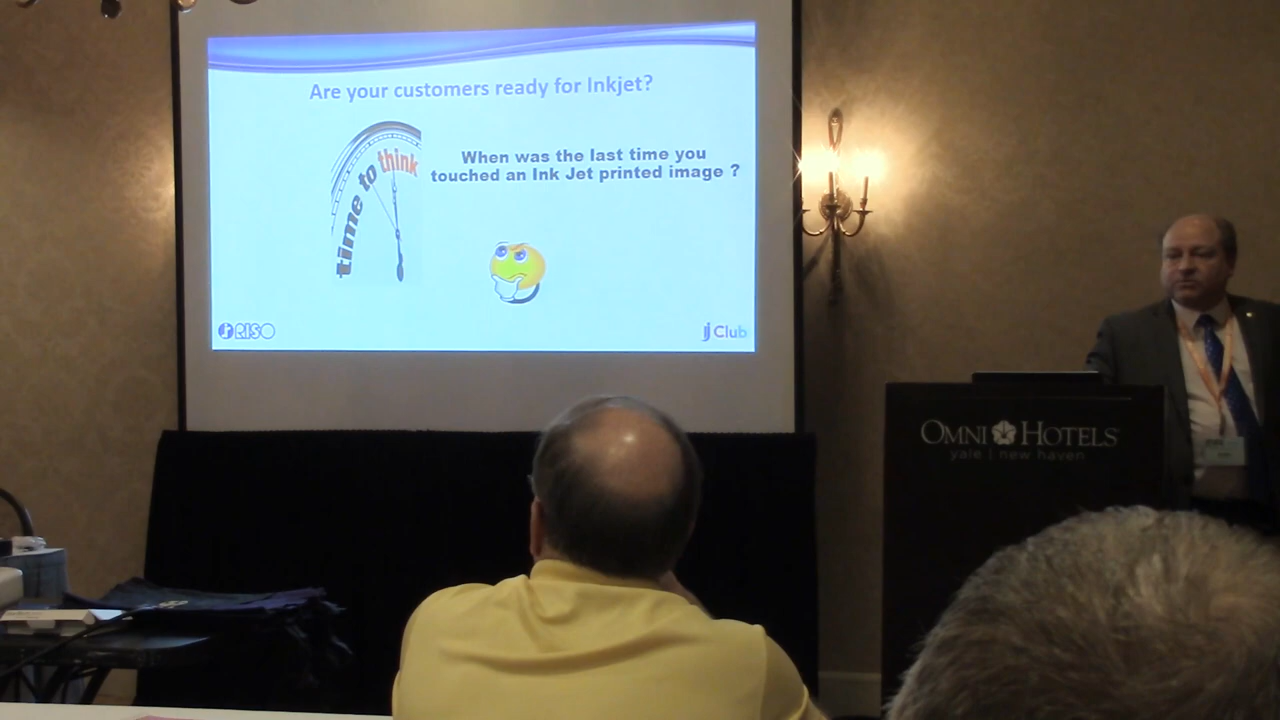 Are your customers ready for Inkjet?
time to think
When was the last time you
touched an Ink Jet printed image ?
RISO
ij Club
OMNI HOTELS
yale | new haven